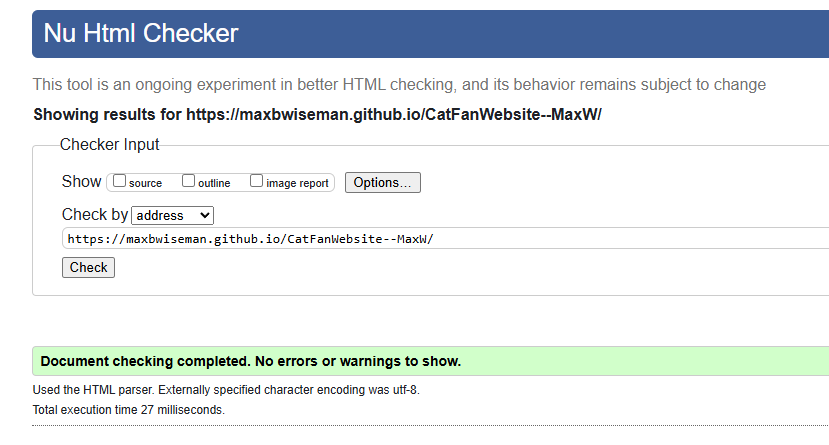 Nu Html Checker
This tool is an ongoing experiment in better HTML checking, and its behavior remains subject to change
Showing results for https://maxbwiseman.github.io/CatFanWebsite--MaxW/
Checker Input
Show source outline image report Options...
Check by address
https://maxbwiseman.github.io/CatFanWebsite--MaxW/
Check
Document checking completed. No errors or warnings to show.
Used the HTML parser. Externally specified character encoding was utf-8.
Total execution time 27 milliseconds.